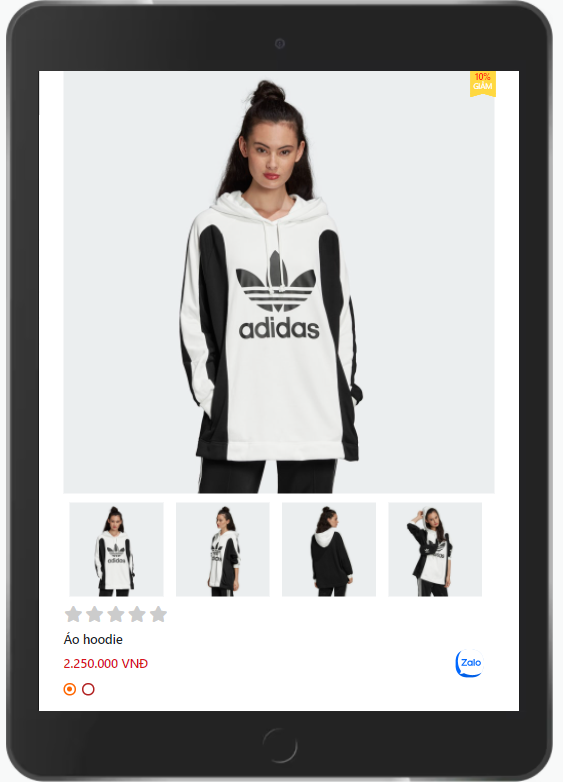 10%
GIẢM
adidas
Áo hoodie
2.250.000 VNĐ
Zalo